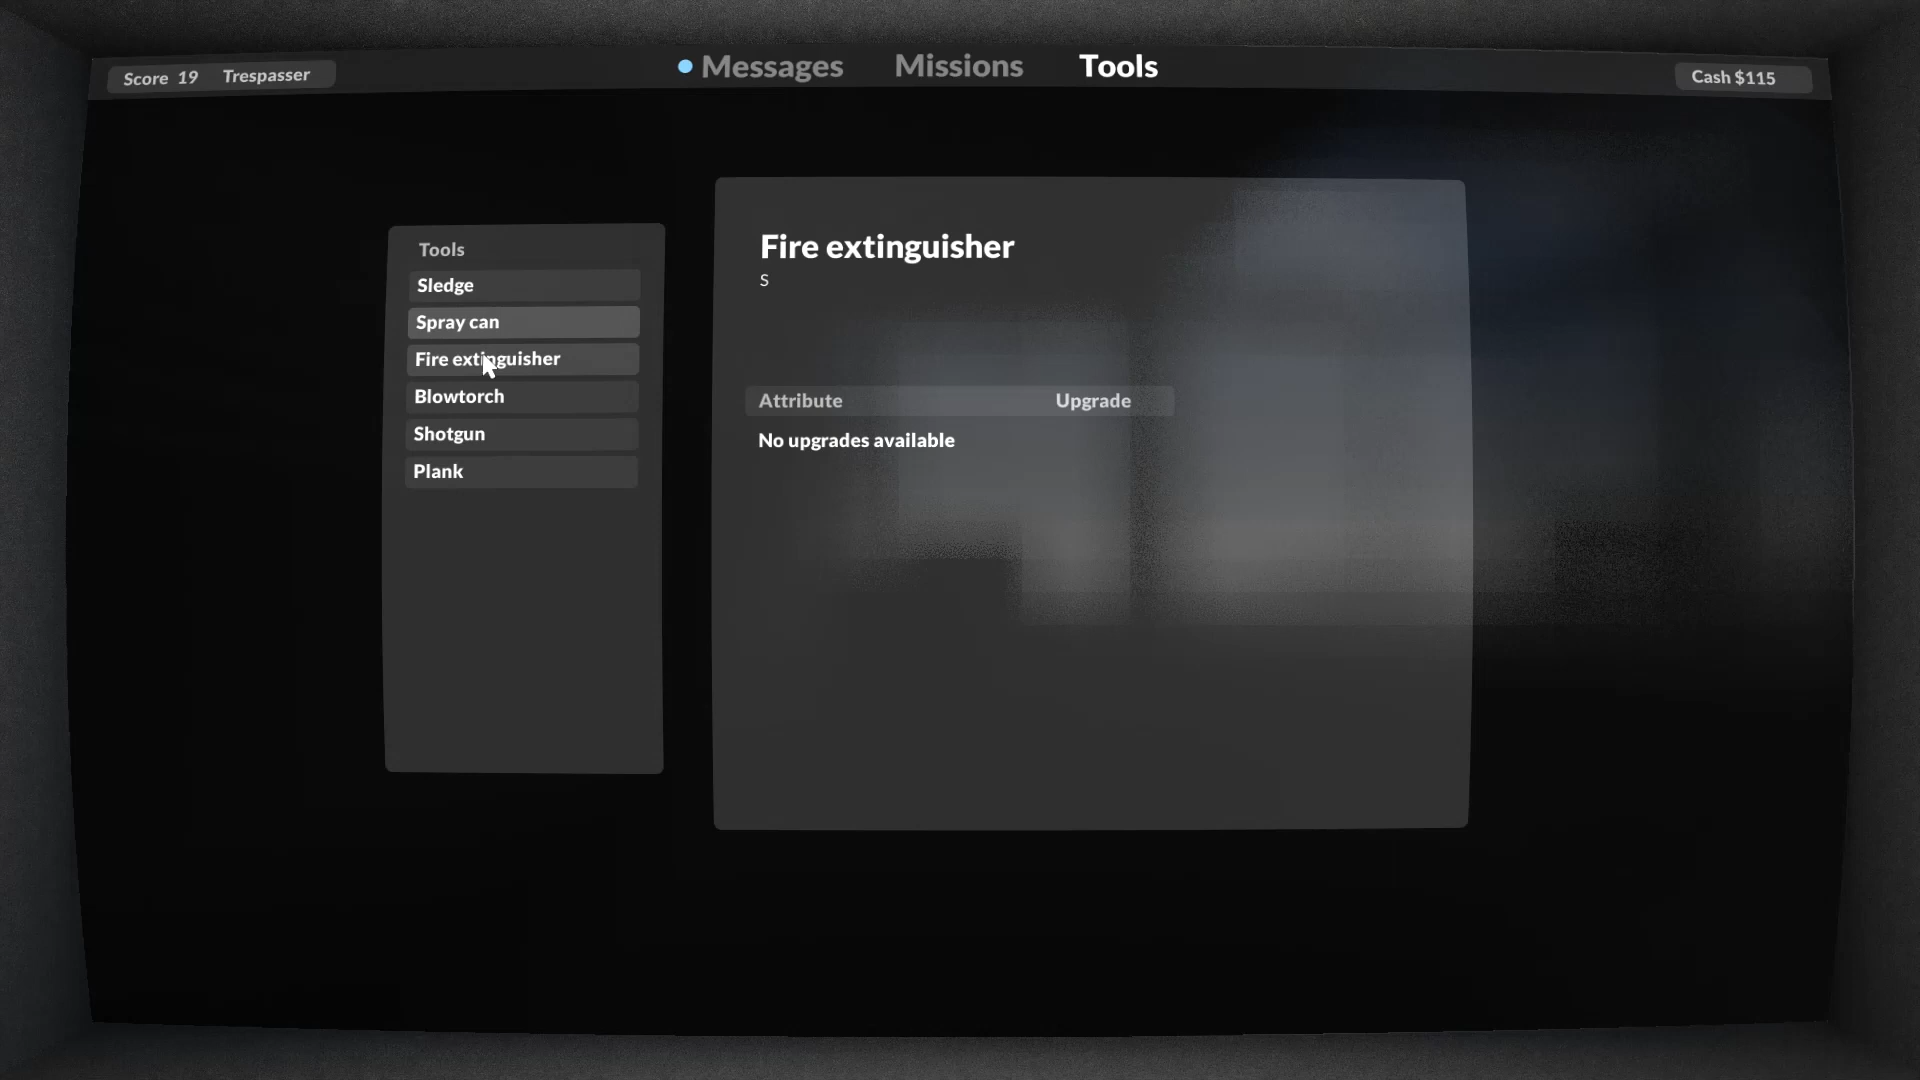 Score 19 Trespasser
Messages Missions Tools
Cash $115
Tools
Sledge
Spray can
Fire extinguisher
Blowtorch
Shotgun
Plank
Fire extinguisher
S
Attribute Upgrade
No upgrades available